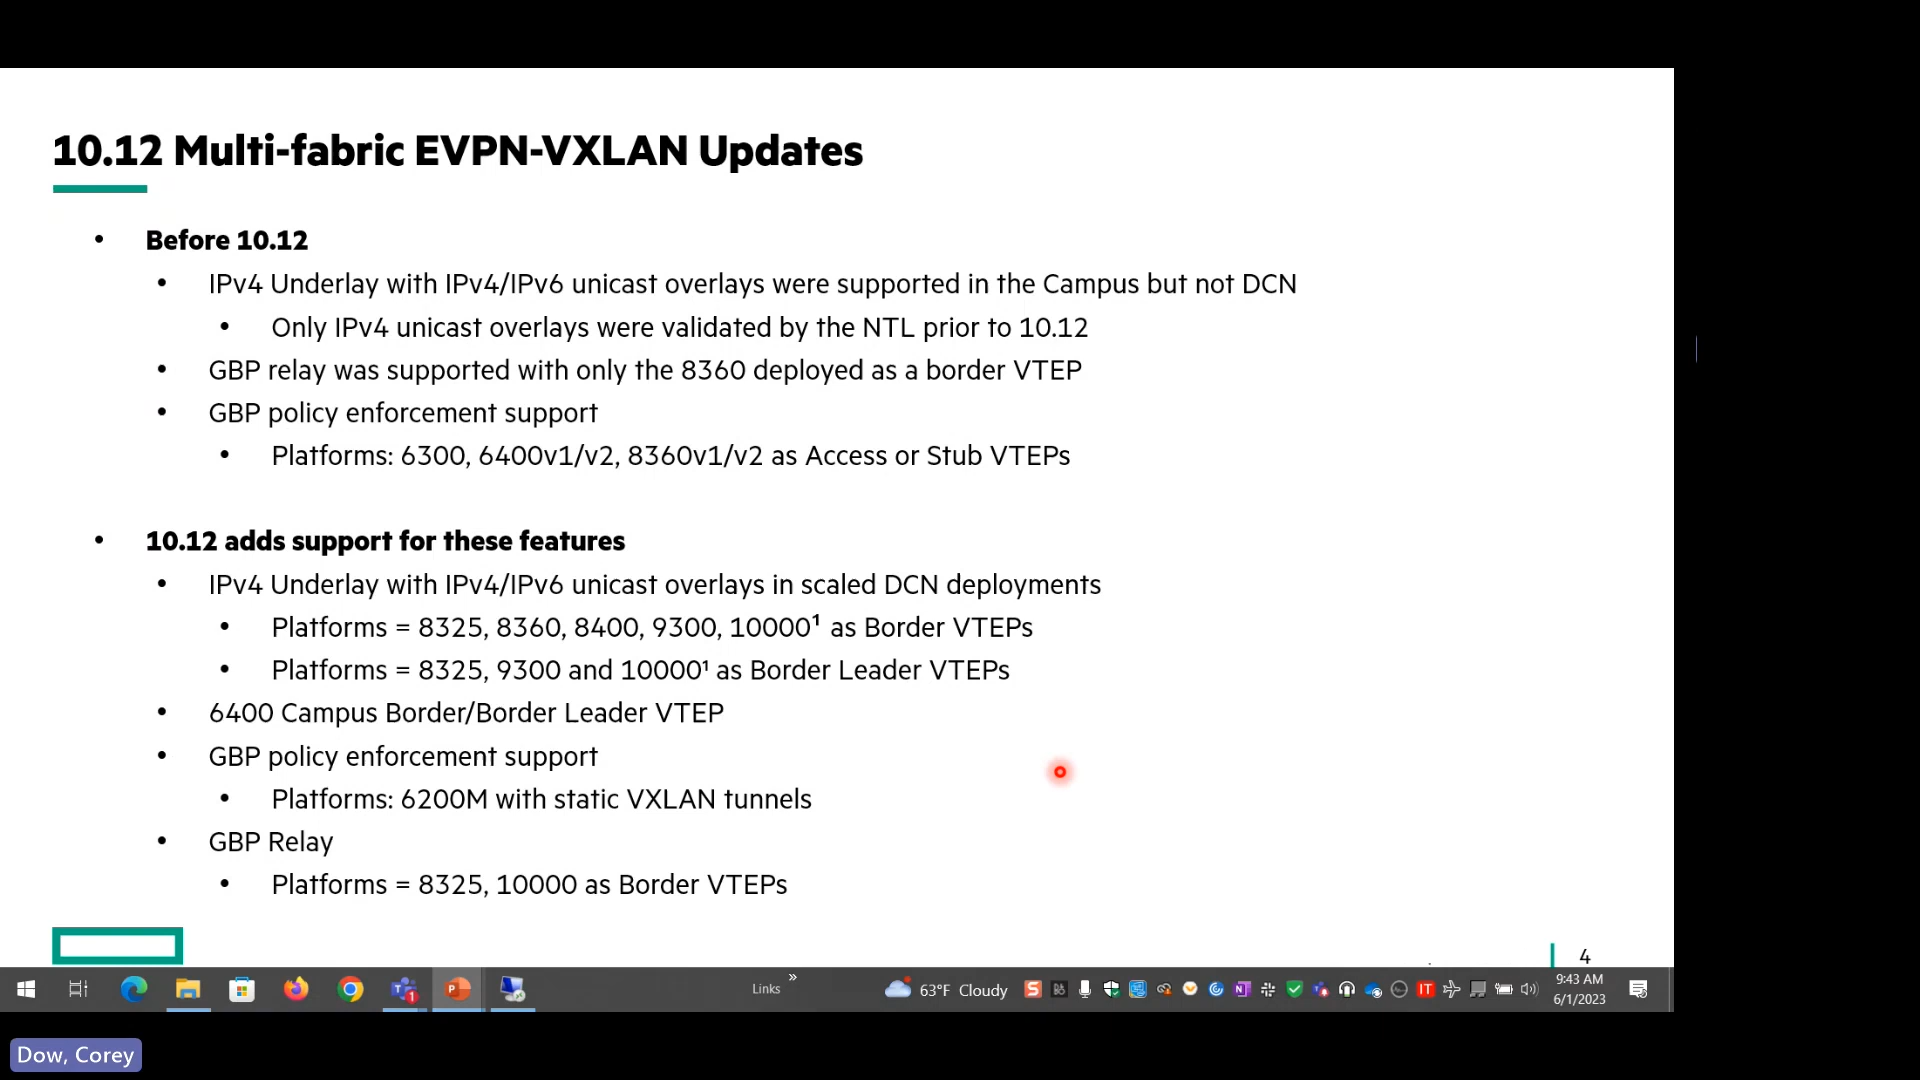 10.12 Multi-fabric EVPN-VXLAN Updates
• Before 10.12
• IPv4 Underlay with IPv4/IPv6 unicast overlays were supported in the Campus but not DCN
• Only IPv4 unicast overlays were validated by the NTL prior to 10.12
• GBP relay was supported with only the 8360 deployed as a border VTEP
• GBP policy enforcement support
• Platforms: 6300, 6400v1/v2, 8360v1/v2 as Access or Stub VTEPs
• 10.12 adds support for these features
• IPv4 Underlay with IPv4/IPv6 unicast overlays in scaled DCN deployments
• Platforms = 8325, 8360, 8400, 9300, 10000¹ as Border VTEPs
• Platforms = 8325, 9300 and 10000¹ as Border Leader VTEPs
• 6400 Campus Border/Border Leader VTEP
• GBP policy enforcement support
• Platforms: 6200M with static VXLAN tunnels
• GBP Relay
• Platforms = 8325, 10000 as Border VTEPs
4
Links » 63°F Cloudy IT 9:43 AM
6/1/2023
Dow, Corey